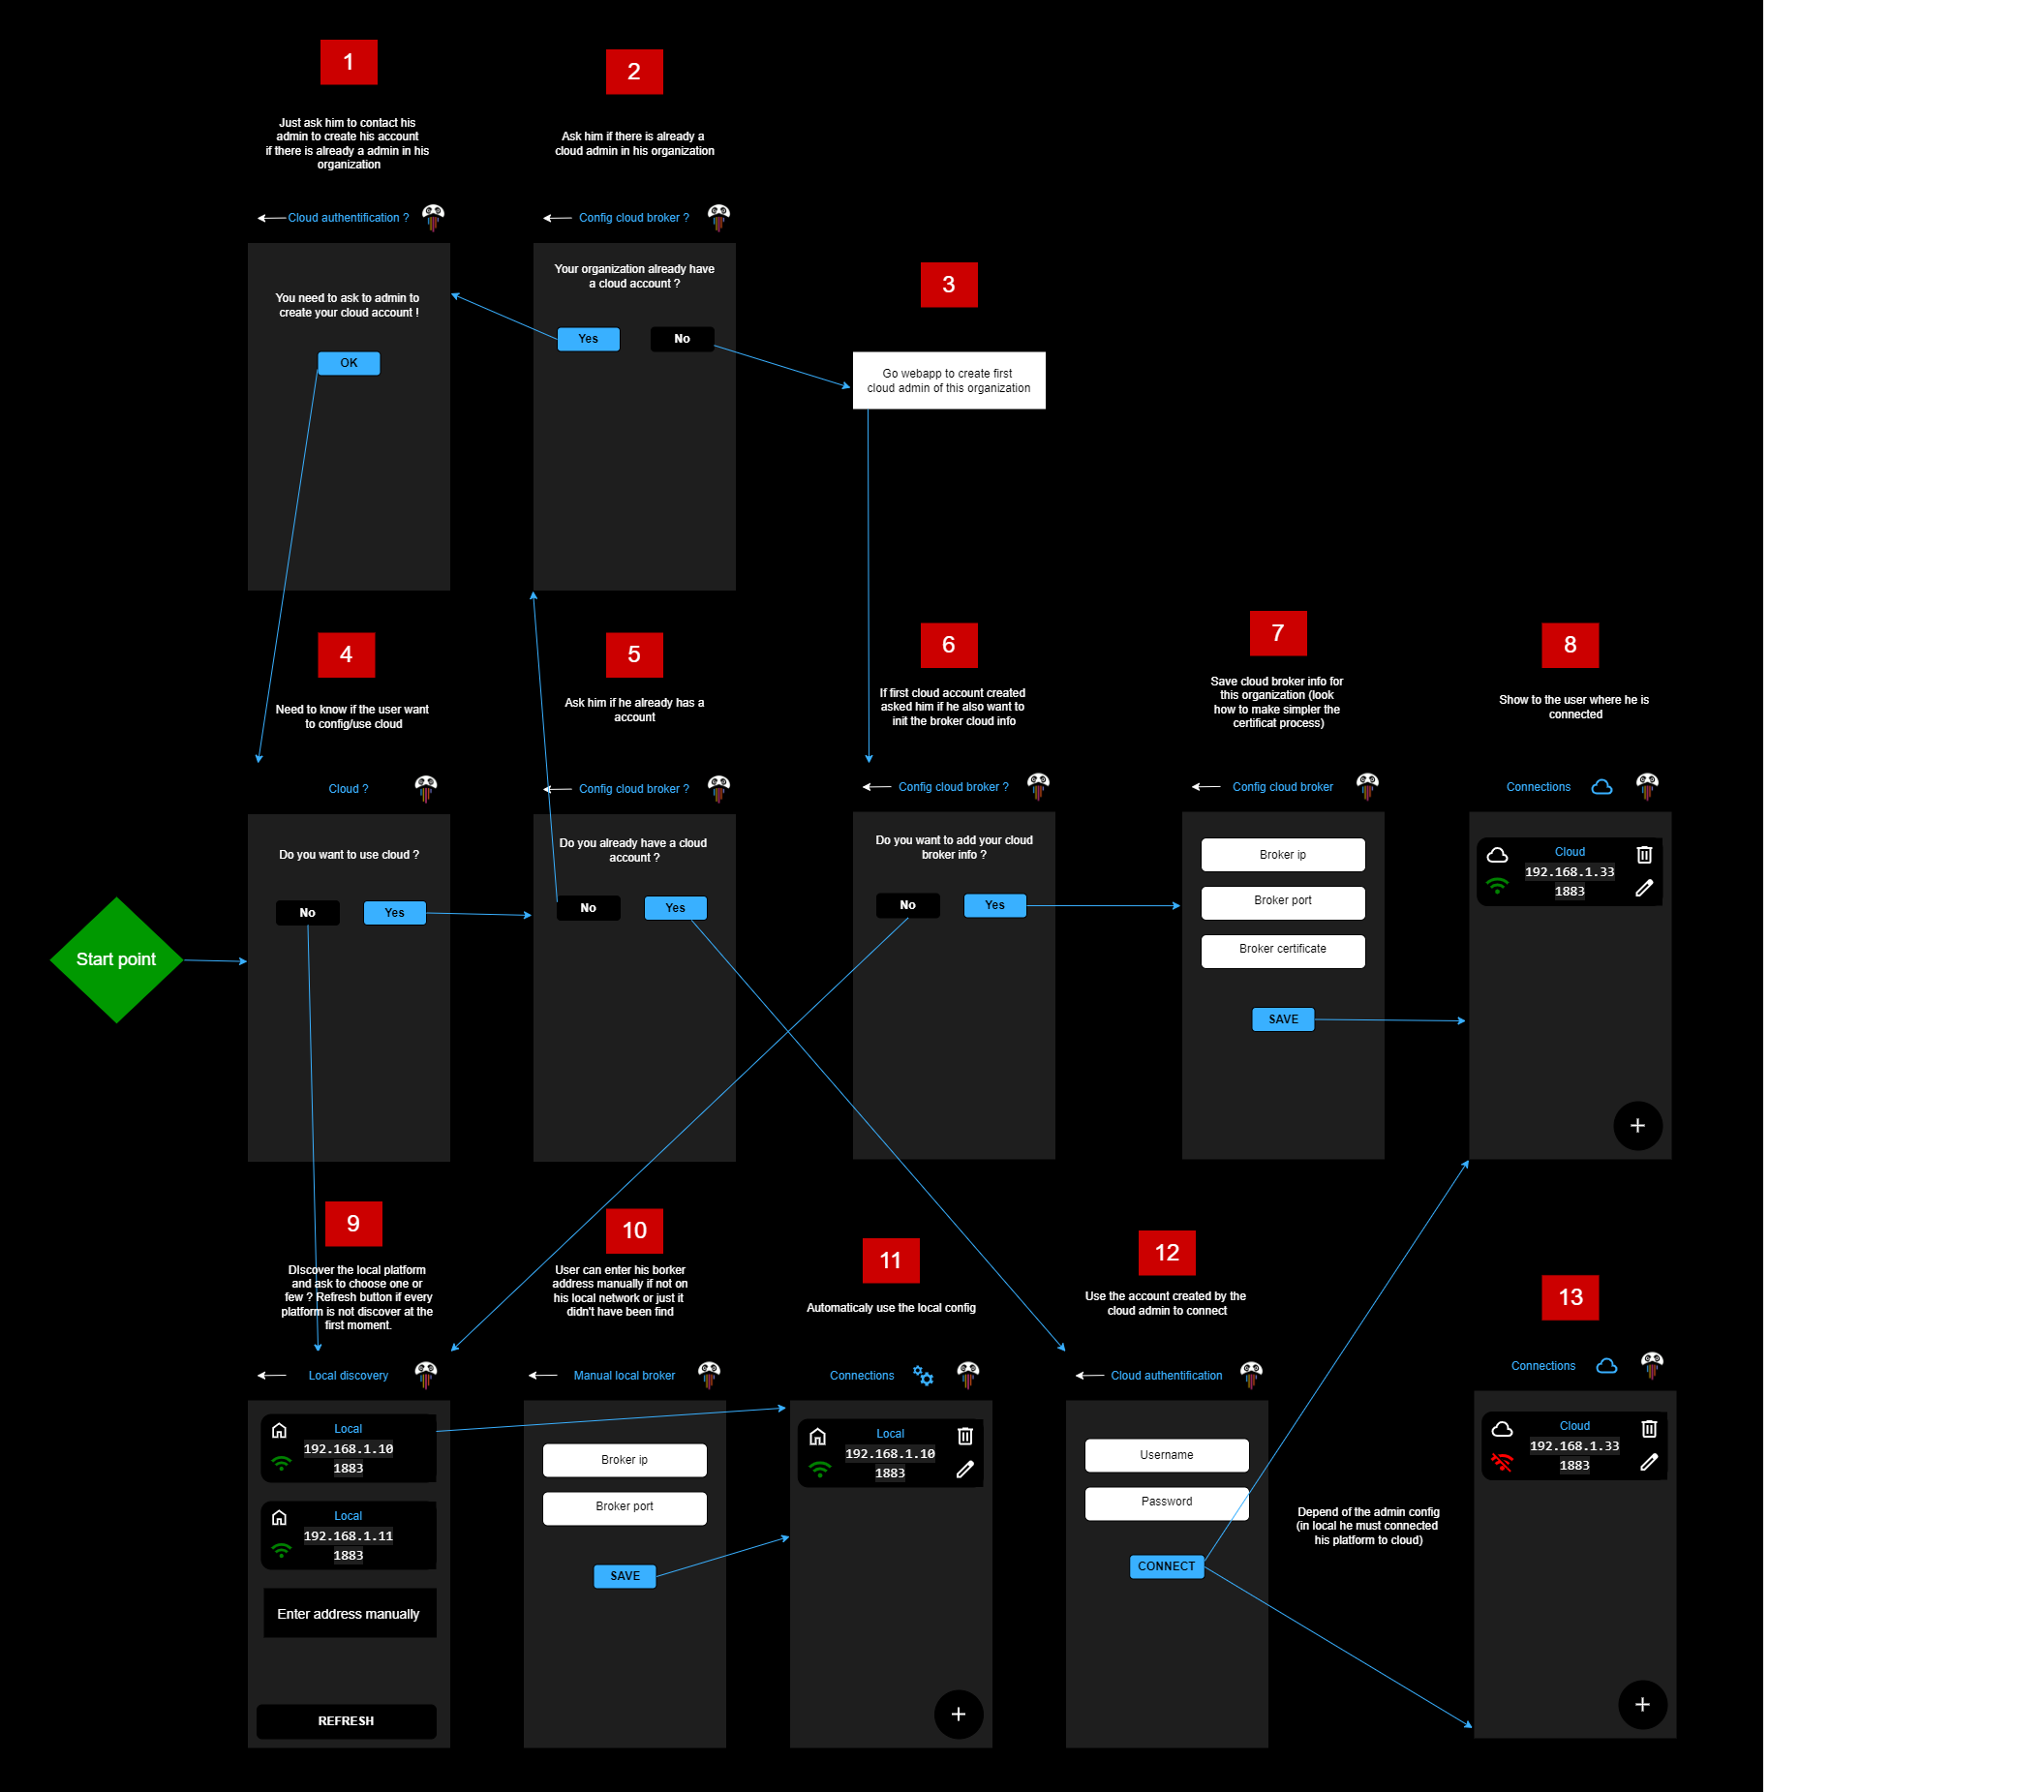 1
Just ask him to contact his
admin to create his account
if there is already a admin in his
organization
Cloud authentification ?
You need to ask to admin to
create your cloud account !
OK
2
Ask him if there is already a
cloud admin in his organization
Config cloud broker ?
Your organization already have
a cloud account ?
Yes
No
3
Go webapp to create first
cloud admin of this organization
Start point
4
Need to know if the user want
to config/use cloud
Cloud ?
Do you want to use cloud ?
No
Yes
5
Ask him if he already has a
account
Config cloud broker ?
Do you already have a cloud
account ?
No
Yes
6
If first cloud account created
asked him if he also want to
init the broker cloud info
Config cloud broker ?
Do you want to add your cloud
broker info ?
No
Yes
7
Save cloud broker info for
this organization (look
how to make simpler the
certificat process)
Config cloud broker
Broker ip
Broker port
Broker certificate
SAVE
8
Show to the user where he is
connected
Connections
Cloud
192.168.1.33
1883
+
9
DIscover the local platform
and ask to choose one or
few ? Refresh button if every
platform is not discover at the
first moment.
Local discovery
Local
192.168.1.10
1883
Local
192.168.1.11
1883
Enter address manually
REFRESH
10
User can enter his borker
address manually if not on
his local network or just it
didn't have been find
Manual local broker
Broker ip
Broker port
SAVE
11
Automaticaly use the local config
Connections
Local
192.168.1.10
1883
+
12
Use the account created by the
cloud admin to connect
Cloud authentification
Username
Password
CONNECT
Depend of the admin config
(in local he must connected
his platform to cloud)
13
Connections
Cloud
192.168.1.33
1883
+